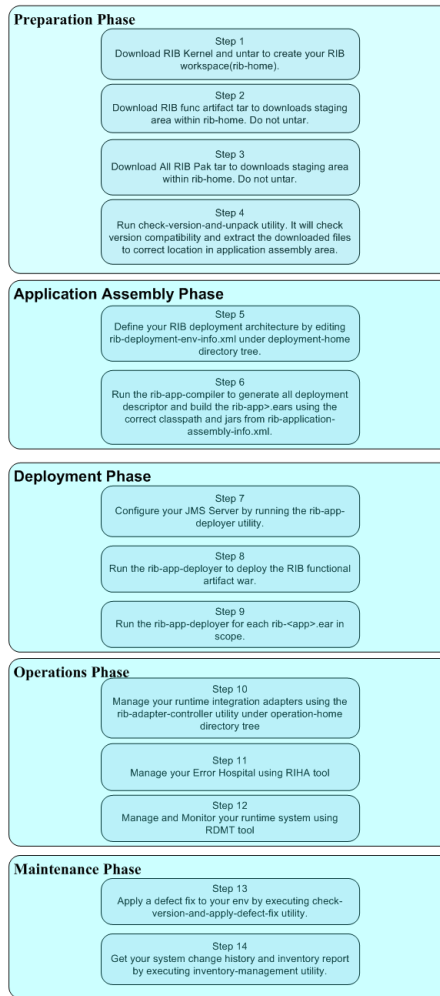 Preparation Phase
Step 1
Download RIB Kernel and untar to create your RIB
workspace(rib-home).
Step 2
Download RIB func artifact tar to downloads staging
area within rib-home. Do not untar.
Step 3
Download All RIB Pak tar to downloads staging area
within rib-home. Do not untar.
Step 4
Run check-version-and-unpack utility. It will check
version compatibility and extract the downloaded files
to correct location in application assembly area.
Application Assembly Phase
Step 5
Define your RIB deployment architecture by editing
rib-deployment-env-info.xml under deployment-home
directory tree.
Step 6
Run the rib-app-compiler to generate all deployment
descriptor and build the rib-app>.ears using the
correct classpath and jars from rib-application-
assembly-info.xml.
Deployment Phase
Step 7
Configure your JMS Server by running the rib-app-
deployer utility.
Step 8
Run the rib-app-deployer to deploy the RIB functional
artifact war.
Step 9
Run the rib-app-deployer for each rib-<app>.ear in
scope.
Operations Phase
Step 10
Manage your runtime integration adapters using the
rib-adapter-controller utility under operation-home
directory tree
Step 11
Manage your Error Hospital using RIHA tool
Step 12
Manage and Monitor your runtime system using
RDMT tool
Maintenance Phase
Step 13
Apply a defect fix to your env by executing check-
version-and-apply-defect-fix utility.
Step 14
Get your system change history and inventory report
by executing inventory-management utility.